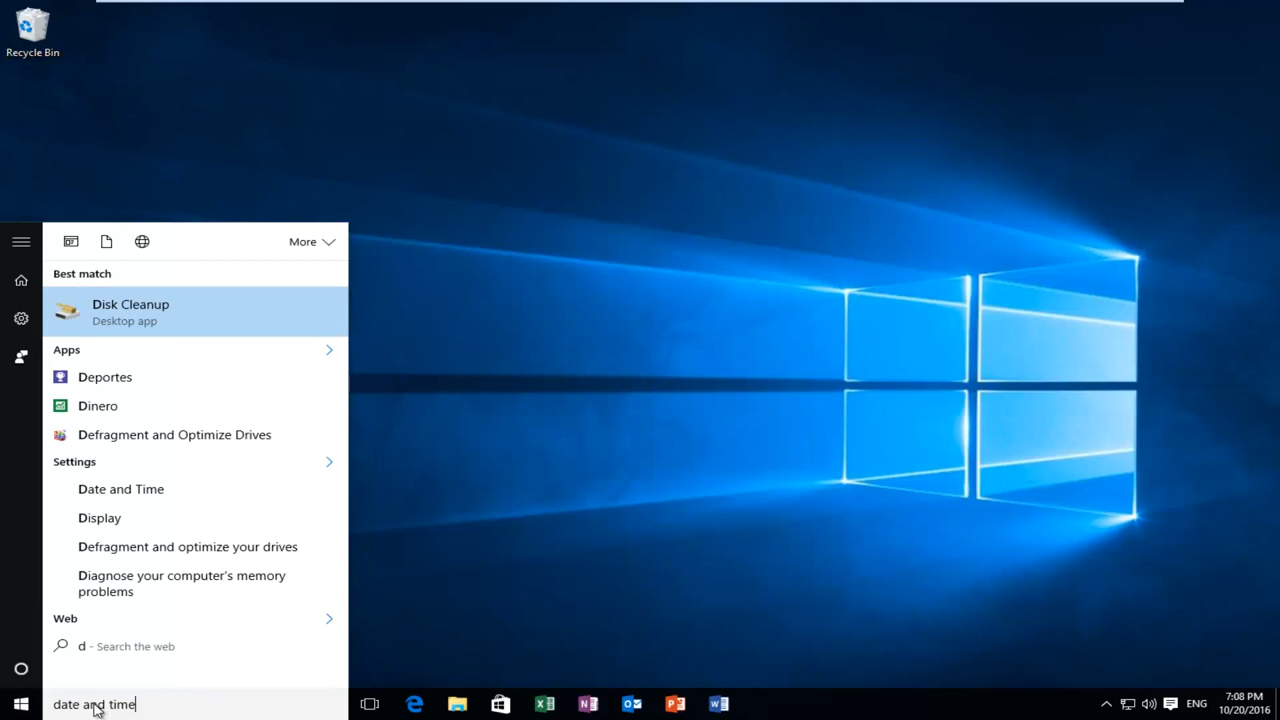 Recycle Bin
More
Best match
Disk Cleanup
Desktop app
Apps
Deportes
Dinero
Defragment and Optimize Drives
Settings
Date and Time
Display
Defragment and optimize your drives
Diagnose your computer's memory
problems
Web
d - Search the web
date and time
ENG
7:08 PM
10/20/2016